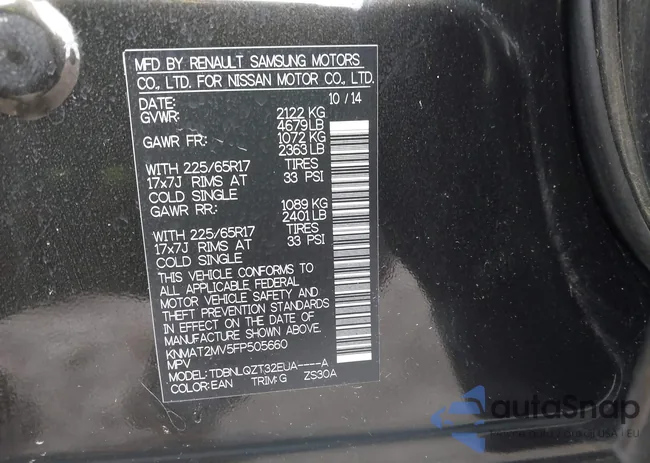 MFD BY RENAULT SAMSUNG MOTORS
CO., LTD. FOR NISSAN MOTOR CO., LTD.
DATE: 10 / 14
GVWR: 2122 KG
4679 LB
GAWR FR: 1072 KG
2363 LB
WITH 225/65R17 TIRES
17x7J RIMS AT 33 PSI
COLD SINGLE
GAWR RR: 1089 KG
2401 LB
WITH 225/65R17 TIRES
17x7J RIMS AT 33 PSI
COLD SINGLE
THIS VEHICLE CONFORMS TO
ALL APPLICABLE FEDERAL
MOTOR VEHICLE SAFETY AND
THEFT PREVENTION STANDARDS
IN EFFECT ON THE DATE OF
MANUFACTURE SHOWN ABOVE.
KNMAT2MV5FP505660
MPV
MODEL: TDBNLQZT32EUA----A
COLOR: EAN TRIM: G ZS30A
autoSnap
US | EU